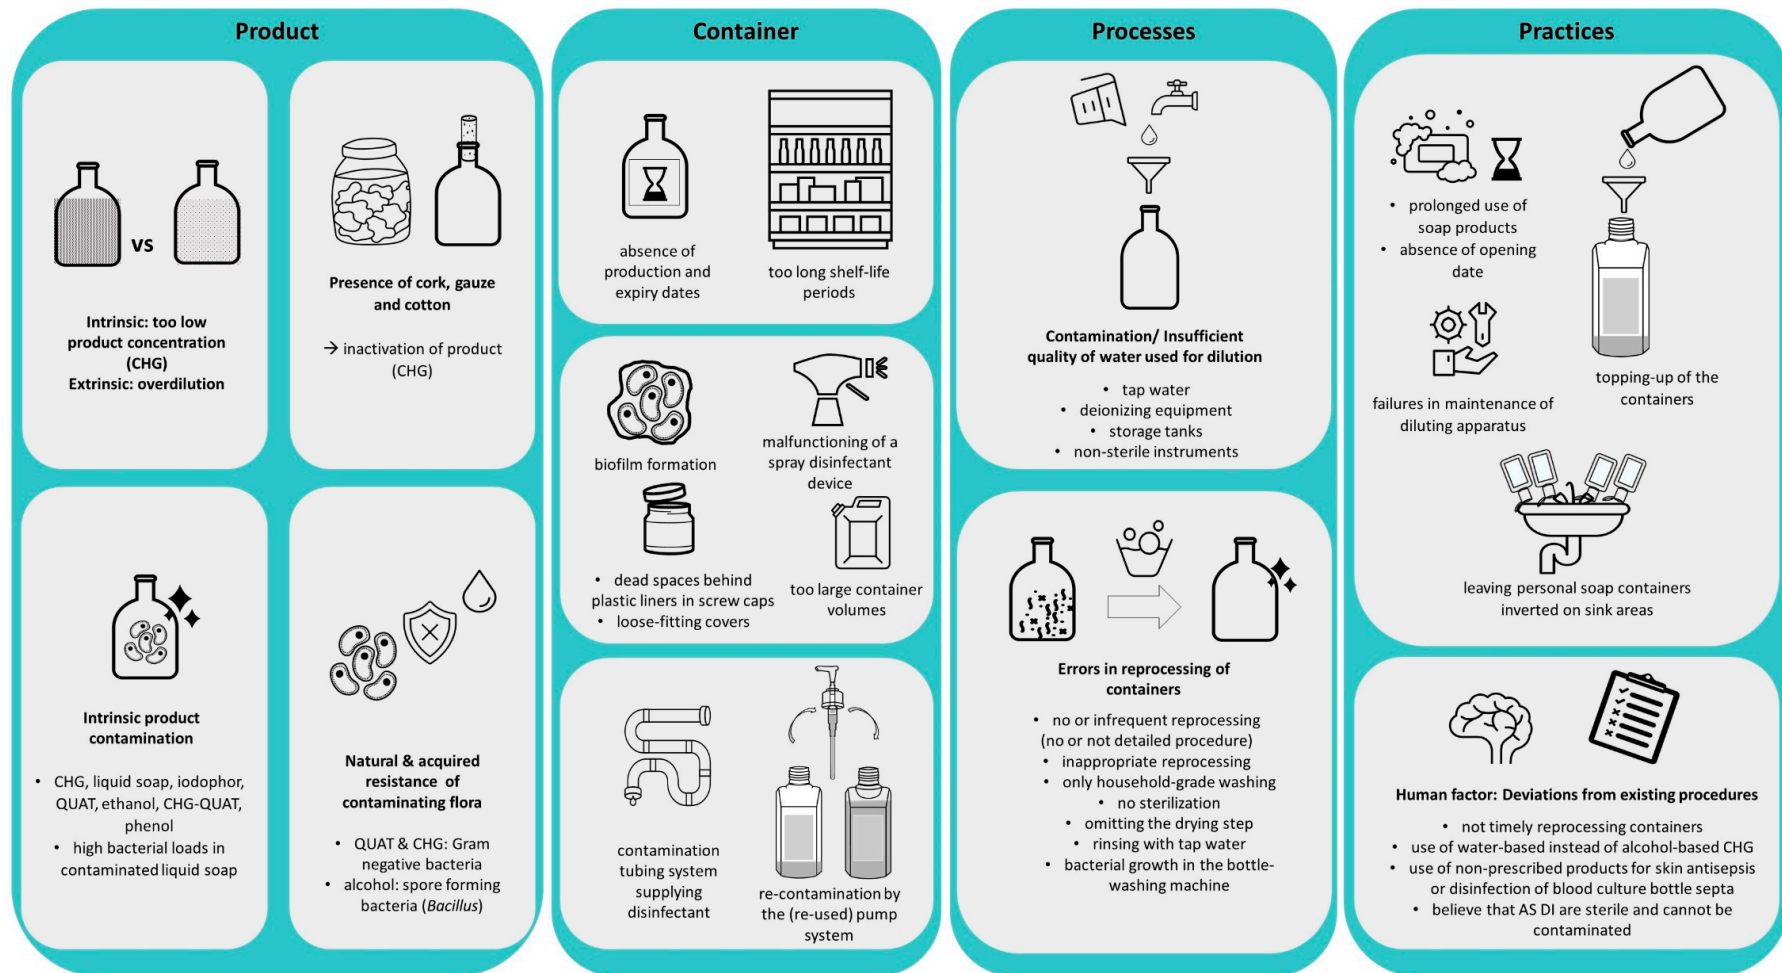 Product
vs
Intrinsic: too low
product concentration
(CHG)
Extrinsic: overdilution
Presence of cork, gauze
and cotton
→ inactivation of product
(CHG)
Intrinsic product
contamination
• CHG, liquid soap, iodophor,
QUAT, ethanol, CHG-QUAT,
phenol
• high bacterial loads in
contaminated liquid soap
Natural & acquired
resistance of
contaminating flora
• QUAT & CHG: Gram
negative bacteria
• alcohol: spore forming
bacteria (Bacillus)
Container
absence of
production and
expiry dates
too long shelf-life
periods
biofilm formation
malfunctioning of a
spray disinfectant
device
• dead spaces behind
plastic liners in screw caps
• loose-fitting covers
too large container
volumes
contamination
tubing system
supplying
disinfectant
re-contamination by
the (re-used) pump
system
Processes
Contamination/ Insufficient
quality of water used for dilution
• tap water
• deionizing equipment
• storage tanks
• non-sterile instruments
Errors in reprocessing of
containers
• no or infrequent reprocessing
(no or not detailed procedure)
• inappropriate reprocessing
• only household-grade washing
• no sterilization
• omitting the drying step
• rinsing with tap water
• bacterial growth in the bottle-
washing machine
Practices
• prolonged use of
soap products
• absence of opening
date
failures in maintenance of
diluting apparatus
topping-up of the
containers
leaving personal soap containers
inverted on sink areas
Human factor: Deviations from existing procedures
• not timely reprocessing containers
• use of water-based instead of alcohol-based CHG
• use of non-prescribed products for skin antisepsis
or disinfection of blood culture bottle septa
• believe that AS DI are sterile and cannot be
contaminated